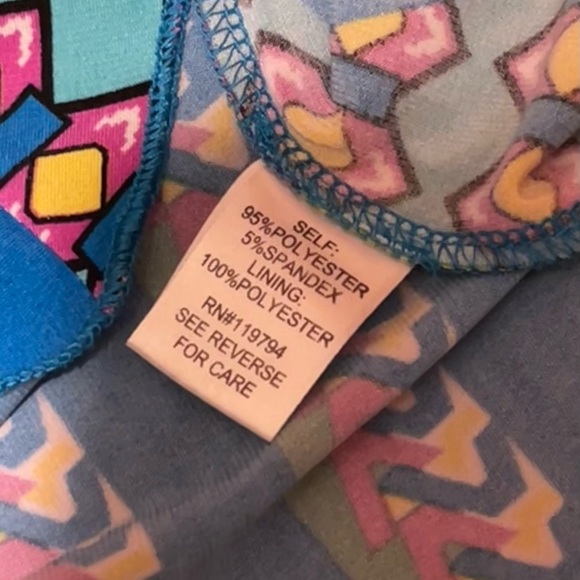 SELF:
95%POLYESTER
5%SPANDEX
LINING:
100%POLYESTER
RN#119794
SEE REVERSE
FOR CARE